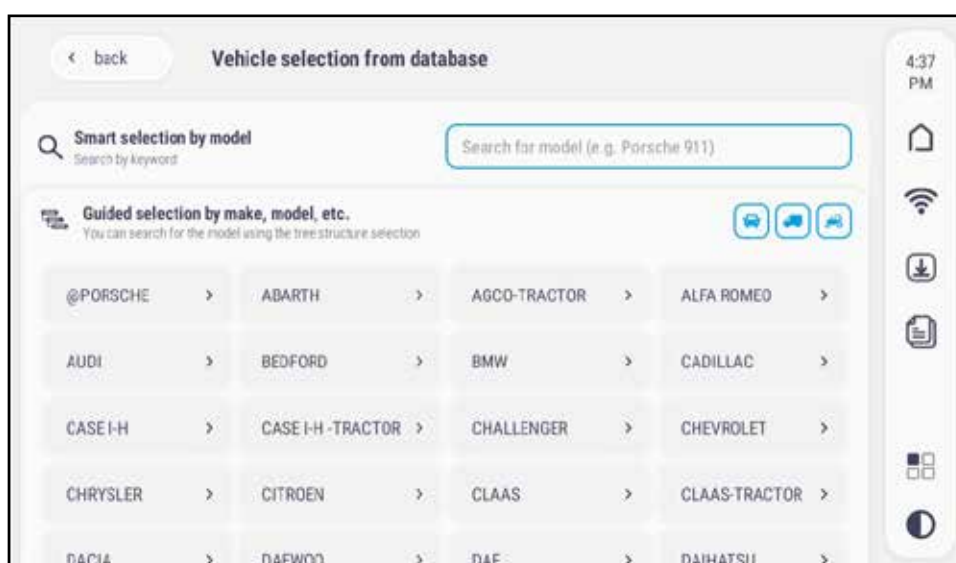 back
Vehicle selection from database
4:37
PM
Smart selection by model
Search by keyword
Search for model (e.g. Porsche 911)
Guided selection by make, model, etc.
You can search for the model using the tree structure selection
@PORSCHE
ABARTH
AGCO-TRACTOR
ALFA ROMEO
AUDI
BEDFORD
BMW
CADILLAC
CASE I-H
CASE I-H -TRACTOR
CHALLENGER
CHEVROLET
CHRYSLER
CITROEN
CLAAS
CLAAS-TRACTOR
DACIA
DAEWOO
DAF
DAIHATSU